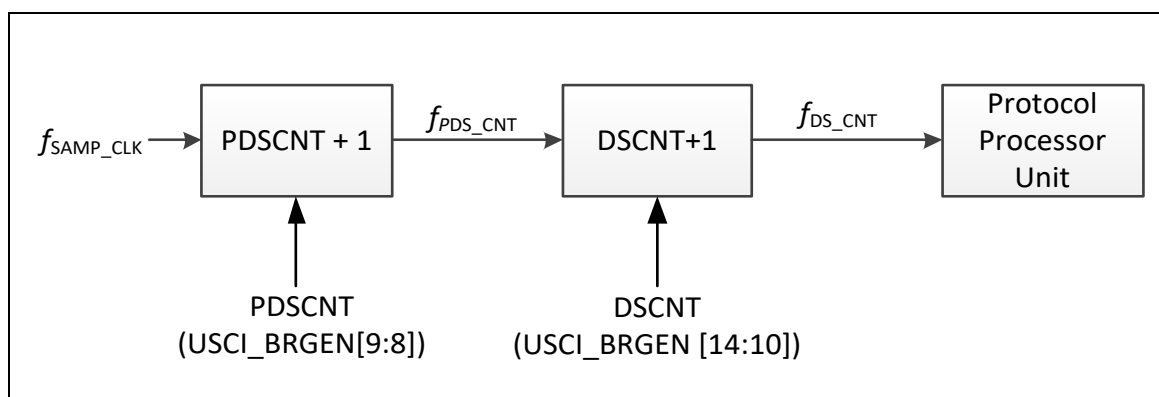 fSAMP_CLK
PDSCNT + 1
fPDS_CNT
DSCNT+1
fDS_CNT
Protocol
Processor
Unit
PDSCNT
(USCI_BRGEN[9:8])
DSCNT
(USCI_BRGEN [14:10])